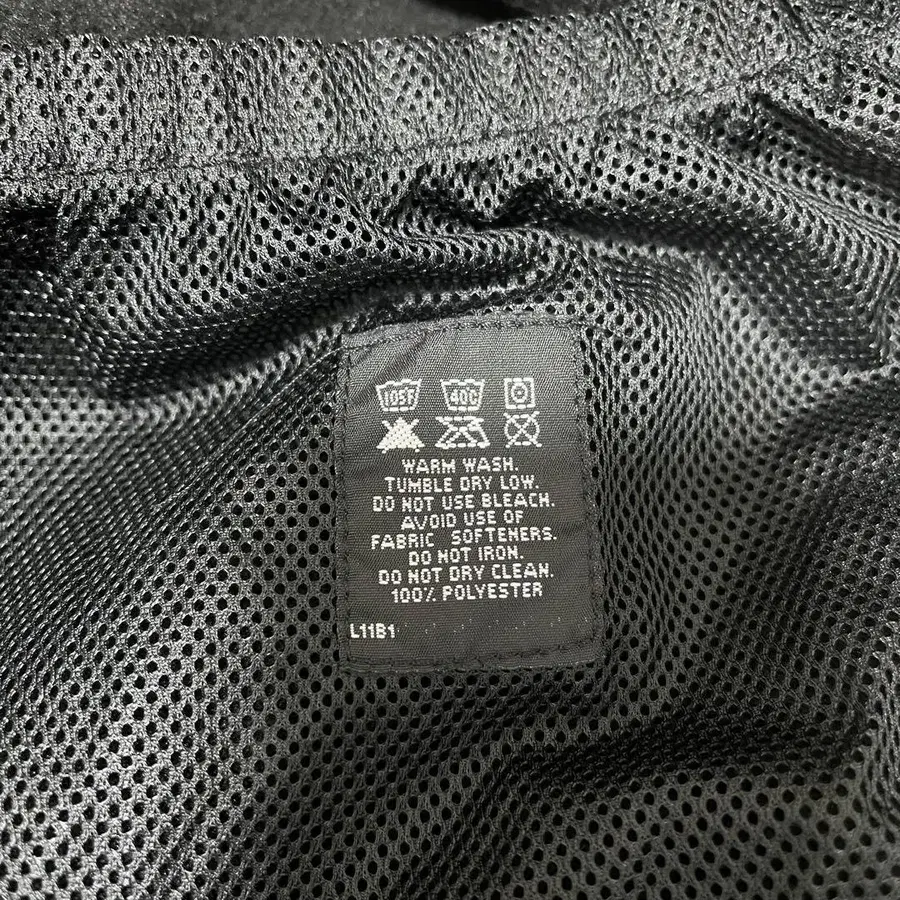 105F 40C
WARM WASH.
TUMBLE DRY LOW.
DO NOT USE BLEACH.
AVOID USE OF
FABRIC SOFTENERS.
DO NOT IRON.
DO NOT DRY CLEAN.
100% POLYESTER
L11B1